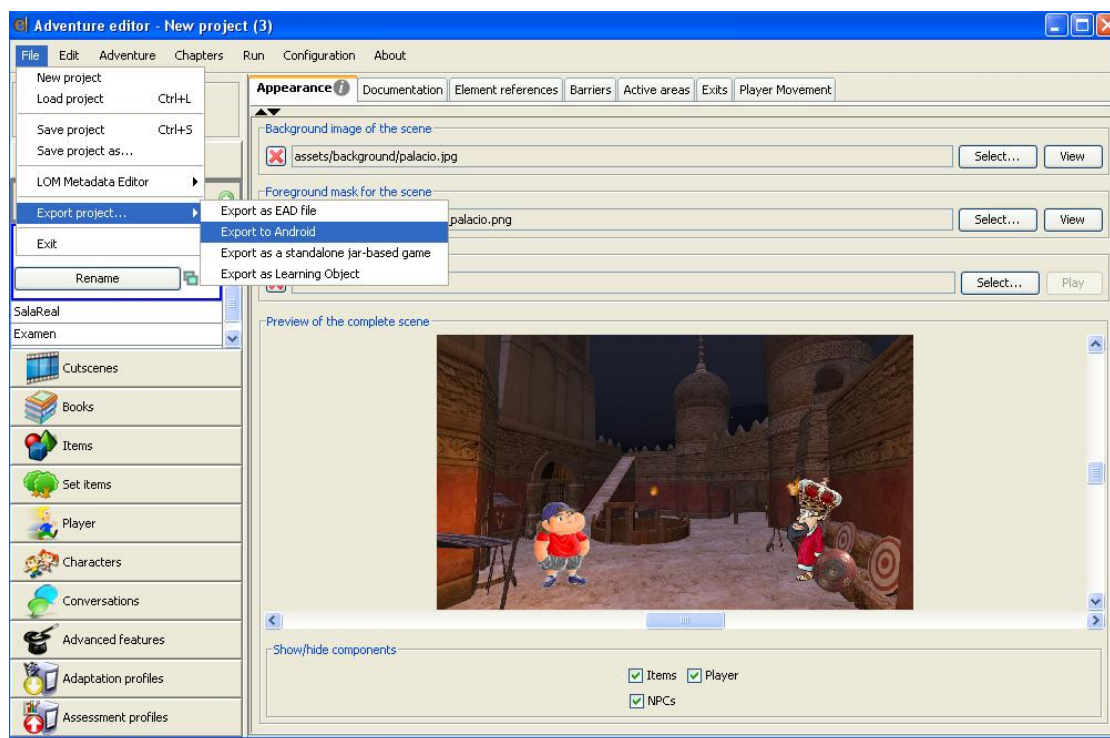 Adventure editor - New project (3)
File Edit Adventure Chapters Run Configuration About
New project
Load project Ctrl+L
Save project Ctrl+S
Save project as...
LOM Metadata Editor
Export project...
Exit
Export as EAD file
Export to Android
Export as a standalone jar-based game
Export as Learning Object
Rename
SalaReal
Examen
Cutscenes
Books
Items
Set items
Player
Characters
Conversations
Advanced features
Adaptation profiles
Assessment profiles
Appearance Documentation Element references Barriers Active areas Exits Player Movement
Background image of the scene
assets/background/palacio.jpg Select... View
Foreground mask for the scene
palacio.png Select... View
Select... Play
Preview of the complete scene
Show/hide components
Items Player
NPCs